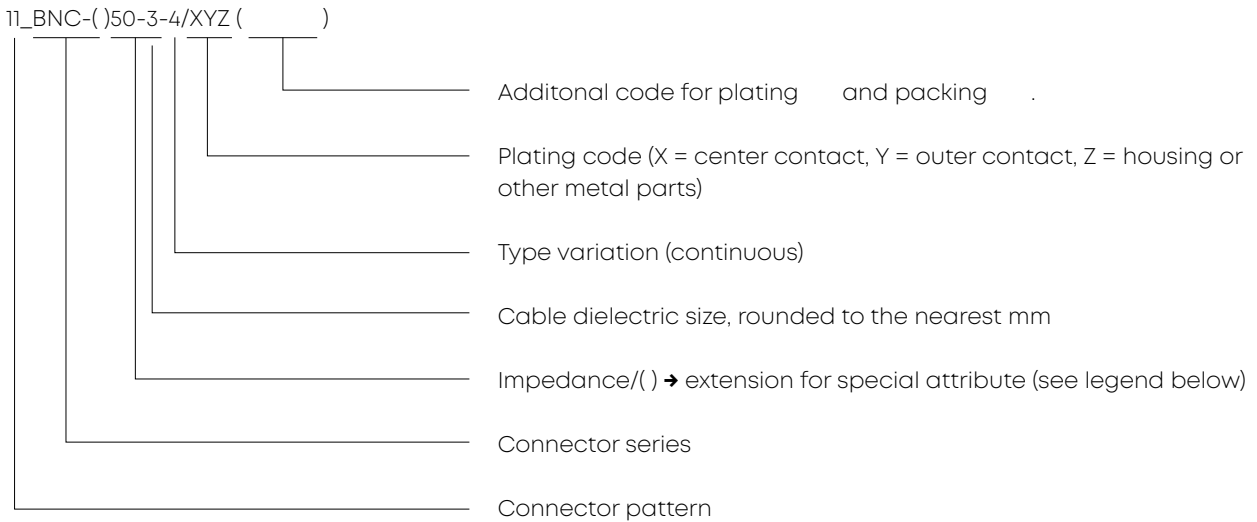 11_BNC-( )50-3-4/XYZ ( )
Additonal code for plating and packing .
Plating code (X = center contact, Y = outer contact, Z = housing or
other metal parts)
Type variation (continuous)
Cable dielectric size, rounded to the nearest mm
Impedance/( ) → extension for special attribute (see legend below)
Connector series
Connector pattern